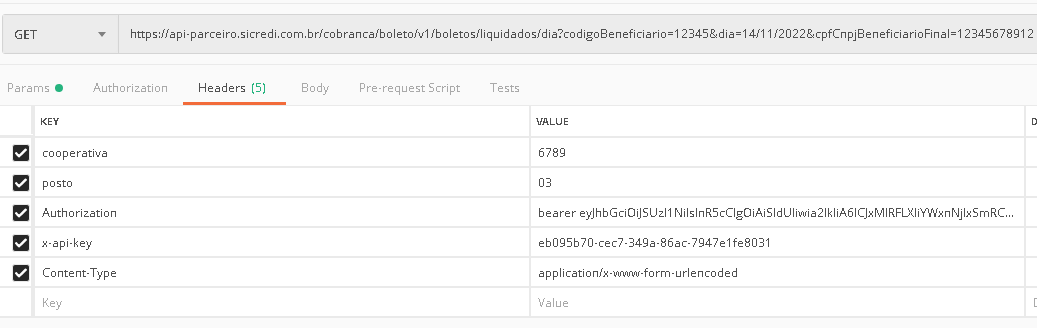 GET https://api-parceiro.sicredi.com.br/cobranca/boleto/v1/boletos/liquidados/dia?codigoBeneficiario=12345&dia=14/11/2022&cpfCnpjBeneficiarioFinal=12345678912
Params Authorization Headers (5) Body Pre-request Script Tests
KEY VALUE D
cooperativa 6789
posto 03
Authorization bearer eyJhbGciOiJSUzI1NiIsInR5cCIgOiAiSldUIiwia2lkIiA6ICJxMlRFLXliYWxnNjlxSmRC...
x-api-key eb095b70-cec7-349a-86ac-7947e1fe8031
Content-Type application/x-www-form-urlencoded
Key Value D